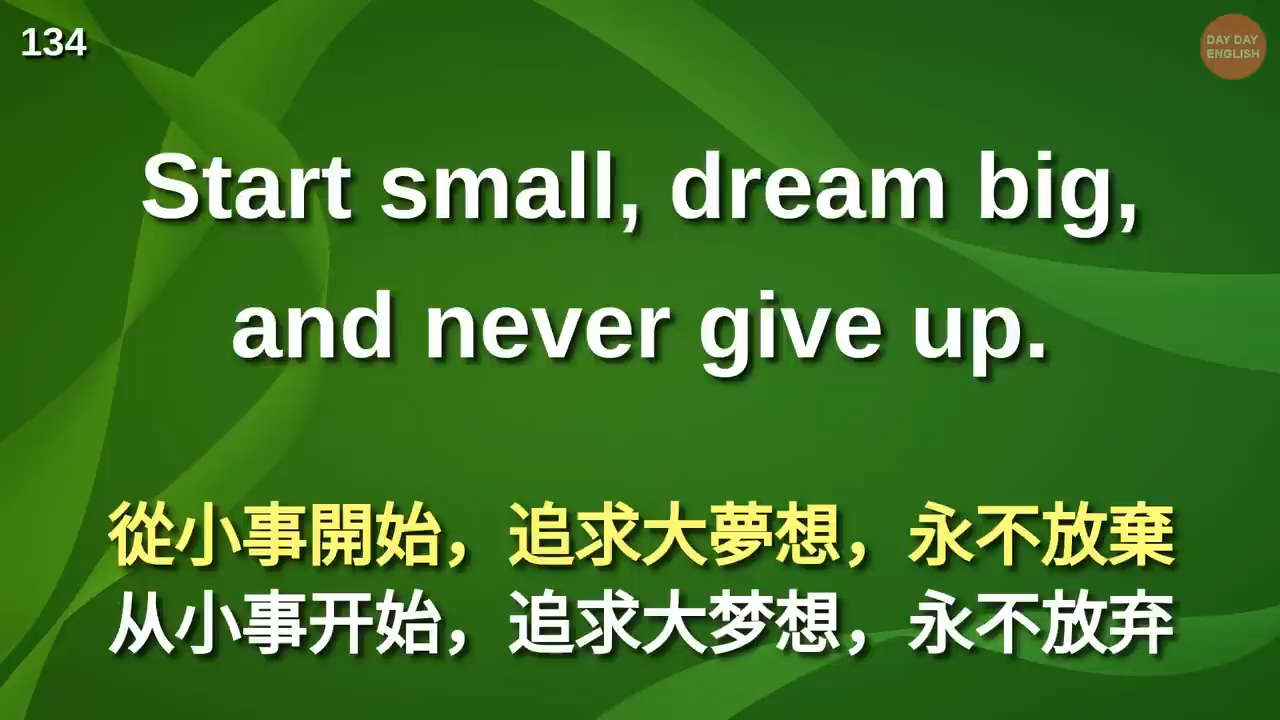 134
DAY DAY
ENGLISH
Start small, dream big,
and never give up.
從小事開始，追求大夢想，永不放棄
从小事开始，追求大梦想，永不放弃